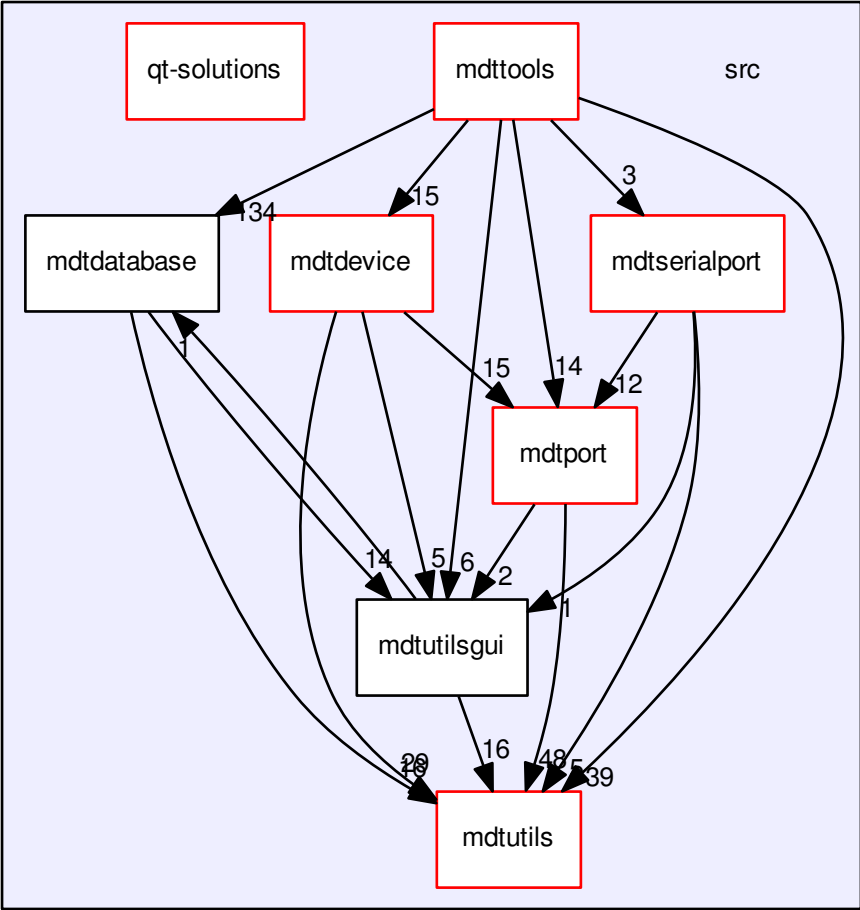 qt-solutions
mdttools
src
3
15
134
mdtdatabase
mdtdevice
mdtserialport
1
15
14
12
mdtport
14
5
6
2
1
mdtutilsgui
16
48
5
39
mdtutils